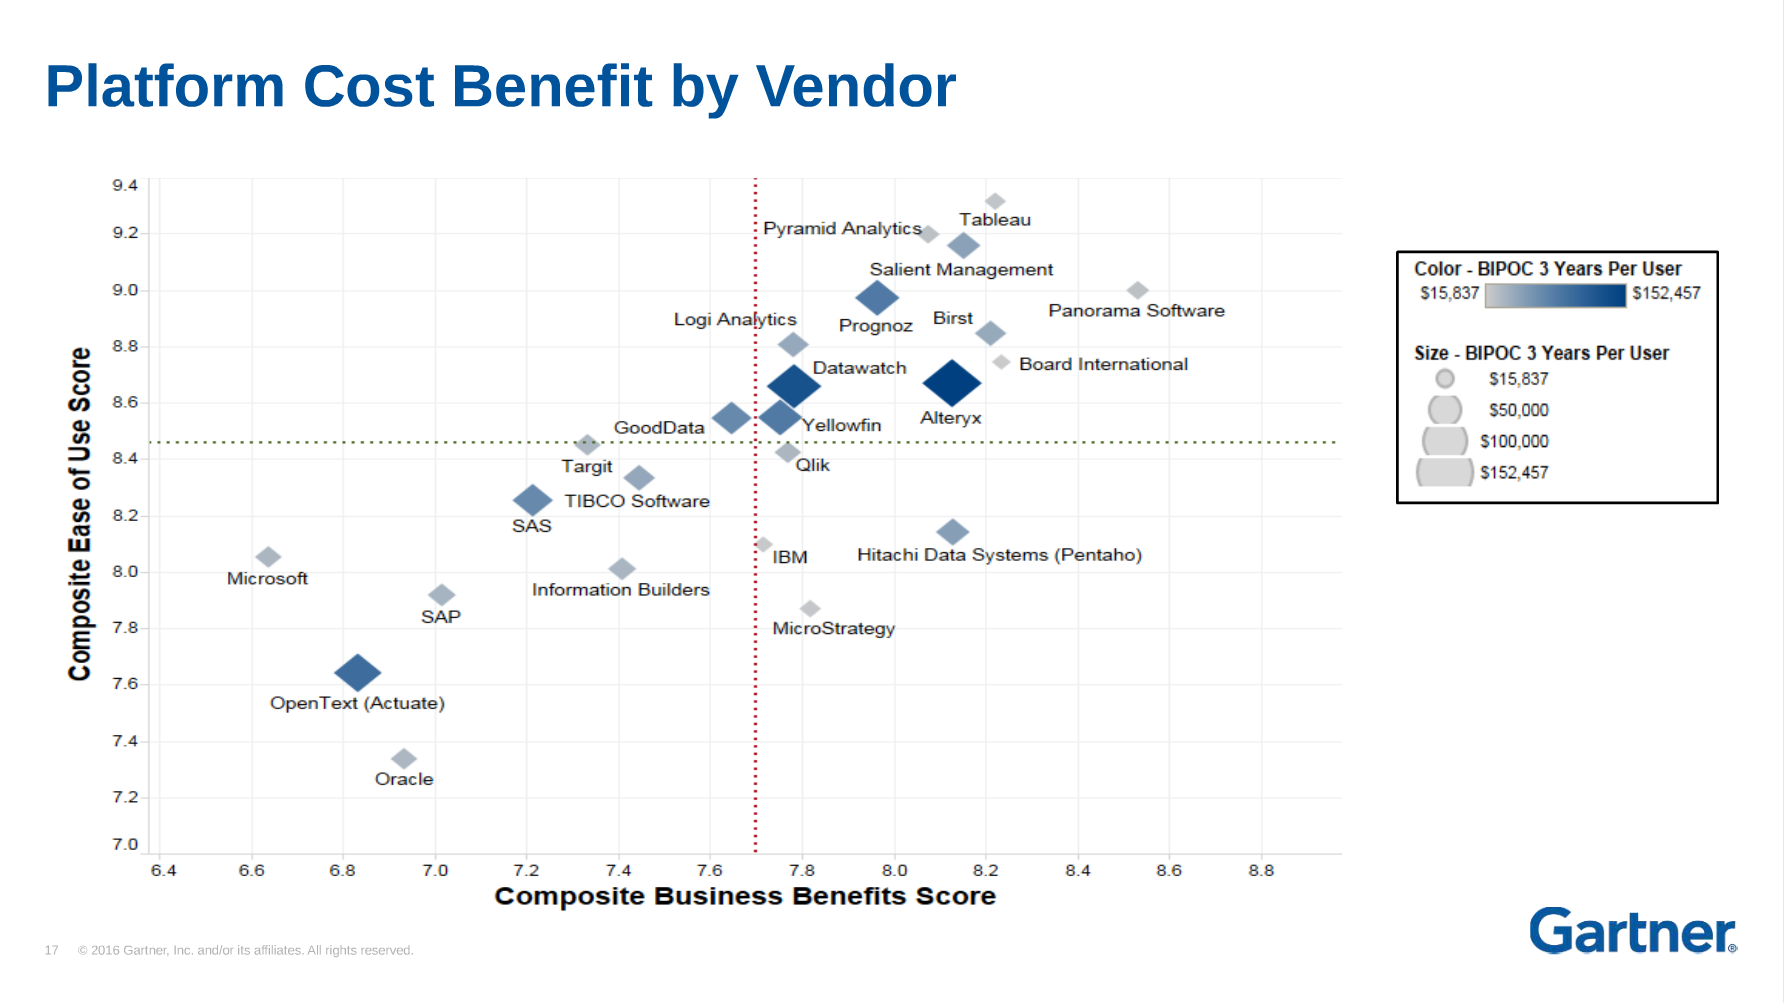 Platform Cost Benefit by Vendor
Composite Ease of Use Score
9.4
9.2
9.0
8.8
8.6
8.4
8.2
8.0
7.8
7.6
7.4
7.2
7.0
Tableau
Pyramid Analytics
Salient Management
Panorama Software
Logi Analytics
Prognoz
Birst
Datawatch
Board International
Alteryx
GoodData
Yellowfin
Targit
Qlik
TIBCO Software
SAS
IBM
Hitachi Data Systems (Pentaho)
Microsoft
Information Builders
SAP
MicroStrategy
OpenText (Actuate)
Oracle
6.4 6.6 6.8 7.0 7.2 7.4 7.6 7.8 8.0 8.2 8.4 8.6 8.8
Composite Business Benefits Score
Color - BIPOC 3 Years Per User
$15,837 $152,457
Size - BIPOC 3 Years Per User
$15,837
$50,000
$100,000
$152,457
17 © 2016 Gartner, Inc. and/or its affiliates. All rights reserved.
Gartner®